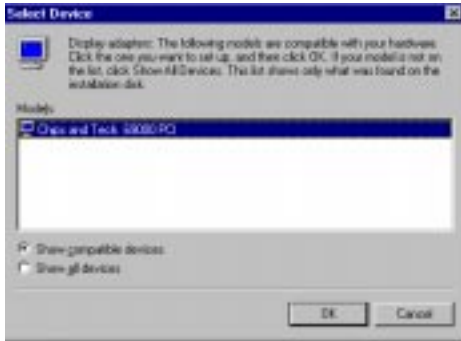 Select Device
Display adapters: The following models are compatible with your hardware.
Click the one you want to set up, and then click OK. If your model is not on
the list, click Show All Devices. This list shows only what was found on the
installation disk.
Models:
Chips and Tech. 69000 PCI
Show compatible devices
Show all devices
OK
Cancel